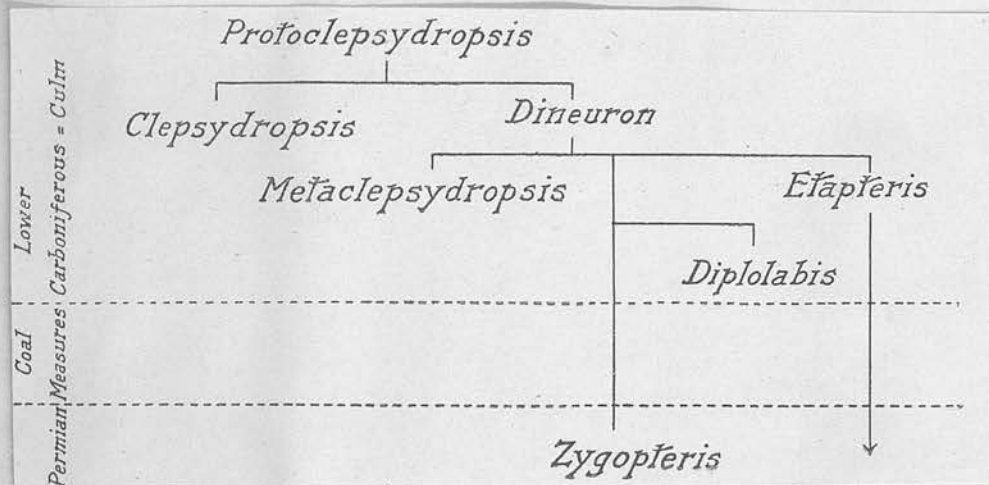 Protoclepsydropsis
Clepsydropsis
Dineuron
Metaclepsydropsis
Etapteris
Diplolabis
Zygopteris
Lower
Carboniferous = Culm
Coal
Measures
Permian